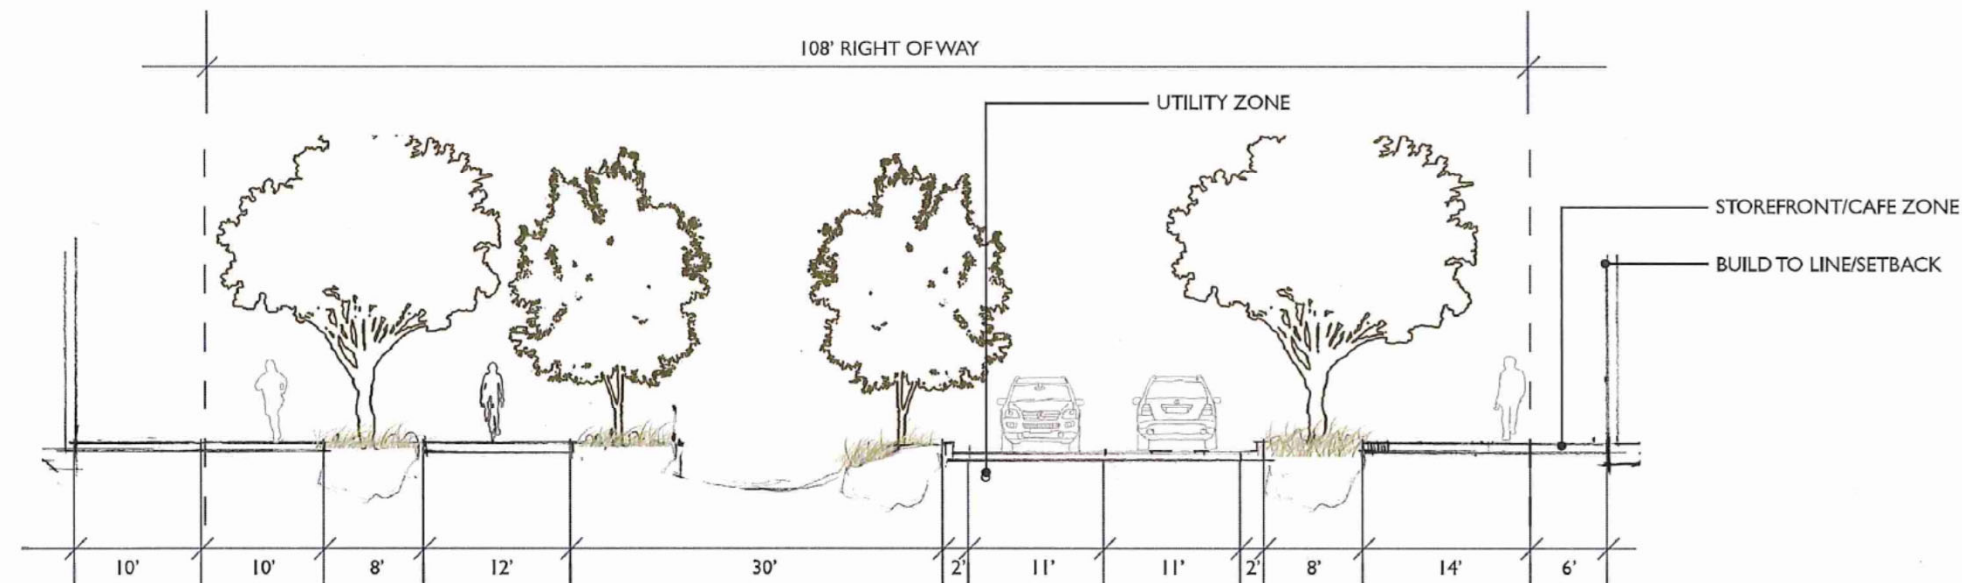 108' RIGHT OF WAY
UTILITY ZONE
STOREFRONT/CAFE ZONE
BUILD TO LINE/SETBACK
10' 10' 8' 12' 30' 2' 11' 11' 2' 8' 14' 6'